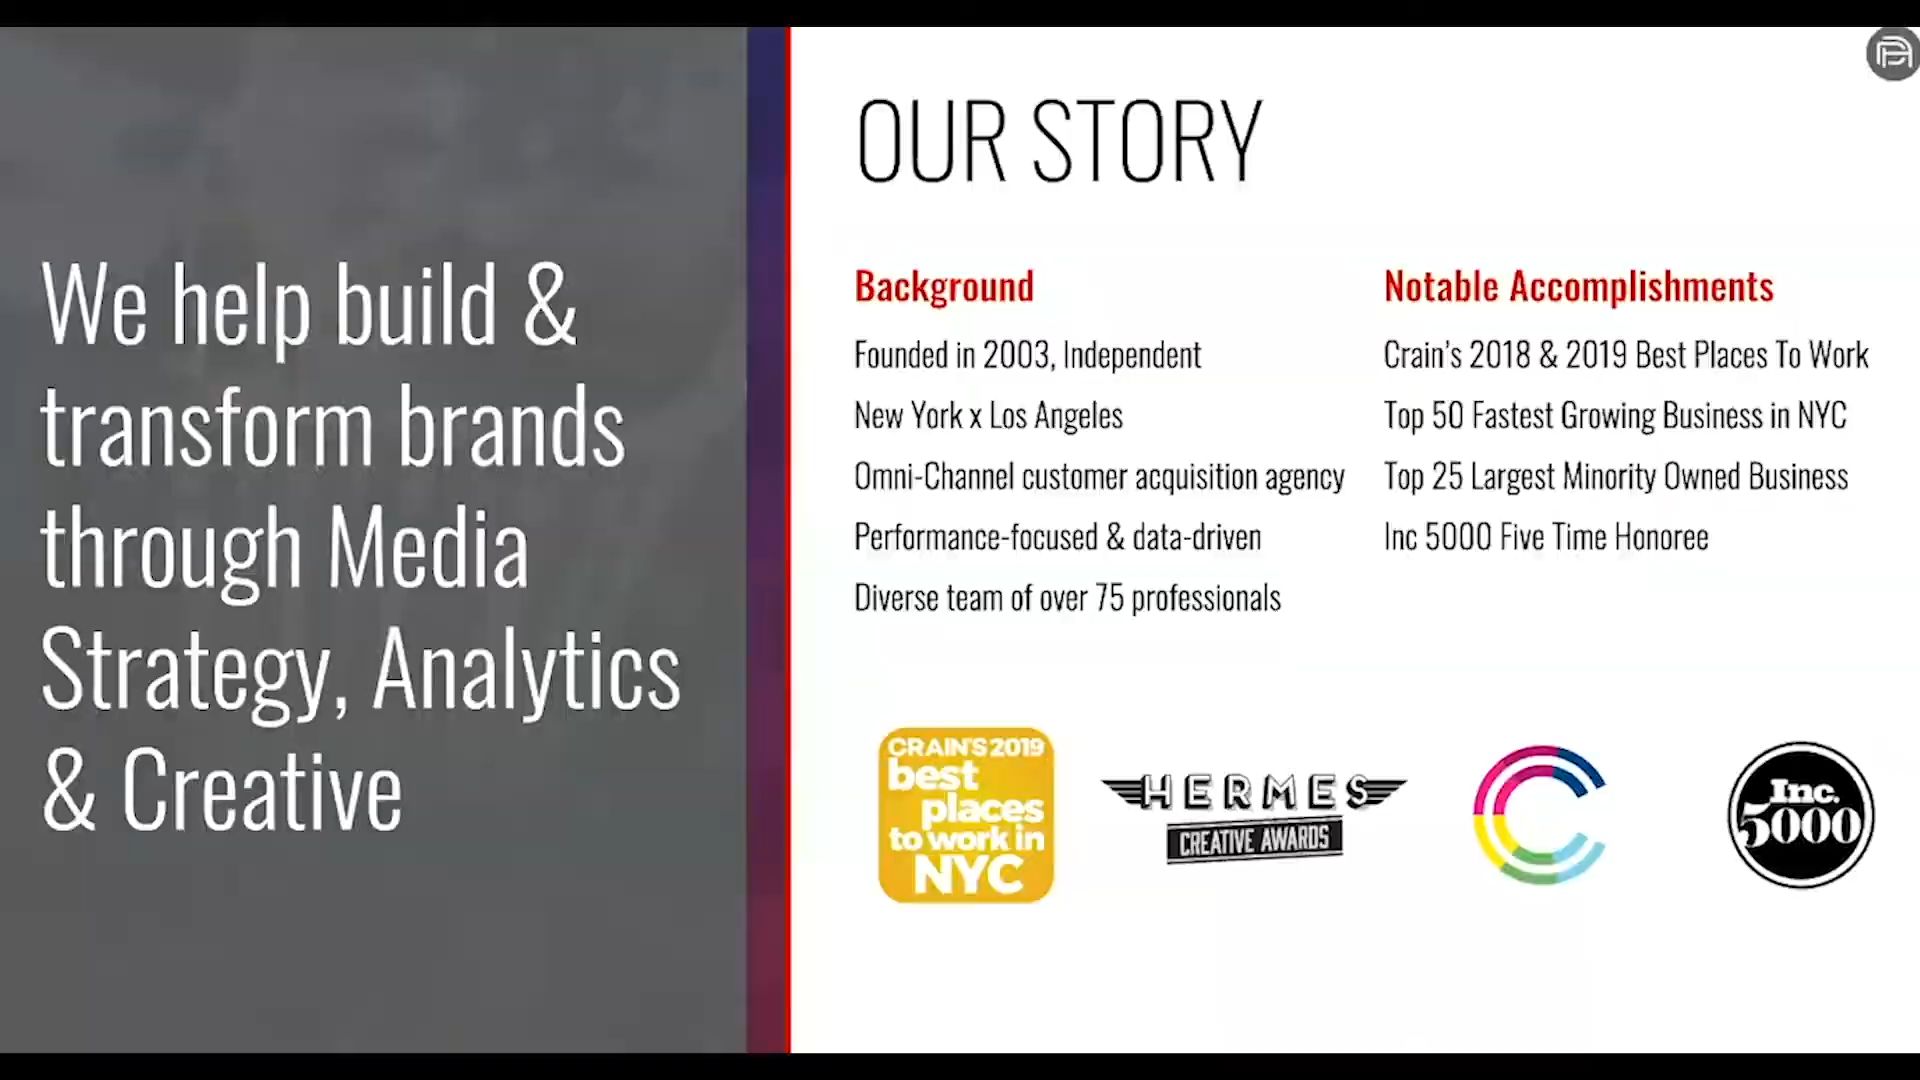 We help build &
transform brands
through Media
Strategy, Analytics
& Creative
OUR STORY
Background
Founded in 2003, Independent
New York x Los Angeles
Omni-Channel customer acquisition agency
Performance-focused & data-driven
Diverse team of over 75 professionals
Notable Accomplishments
Crain's 2018 & 2019 Best Places To Work
Top 50 Fastest Growing Business in NYC
Top 25 Largest Minority Owned Business
Inc 5000 Five Time Honoree
CRAIN'S 2019
best
places
to work in
NYC
HERMES
CREATIVE AWARDS
Inc.
5000